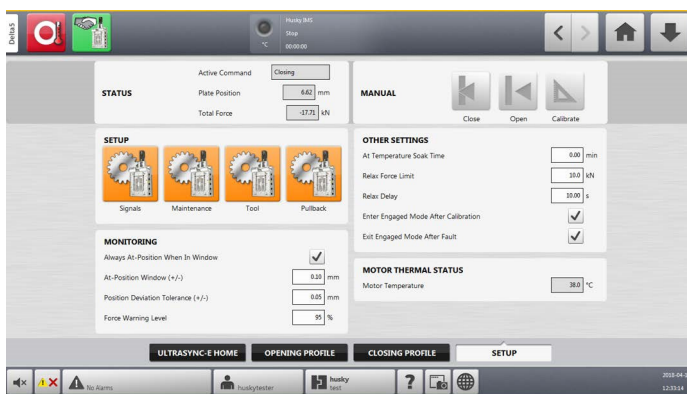 Delta5
Husky IMS
Stop
°C 00:00:00
STATUS
Active Command Closing
Plate Position 6.62 mm
Total Force -17.71 kN
MANUAL
Close Open Calibrate
SETUP
Signals Maintenance Tool Pullback
OTHER SETTINGS
At Temperature Soak Time 0.00 min
Relax Force Limit 10.0 kN
Relax Delay 10.00 s
Enter Engaged Mode After Calibration
Exit Engaged Mode After Fault
MONITORING
Always At-Position When In Window
At-Position Window (+/-) 0.10 mm
Position Deviation Tolerance (+/-) 0.05 mm
Force Warning Level 95 %
MOTOR THERMAL STATUS
Motor Temperature 38.0 °C
ULTRASYNC-E HOME OPENING PROFILE CLOSING PROFILE SETUP
No Alarms
huskytester
husky
test
12:33:14